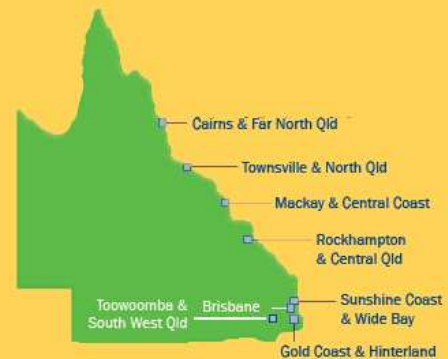 Cairns & Far North Qld
Townsville & North Qld
Mackay & Central Coast
Rockhampton
& Central Qld
Sunshine Coast
& Wide Bay
Toowoomba &
South West Qld
Brisbane
Gold Coast & Hinterland